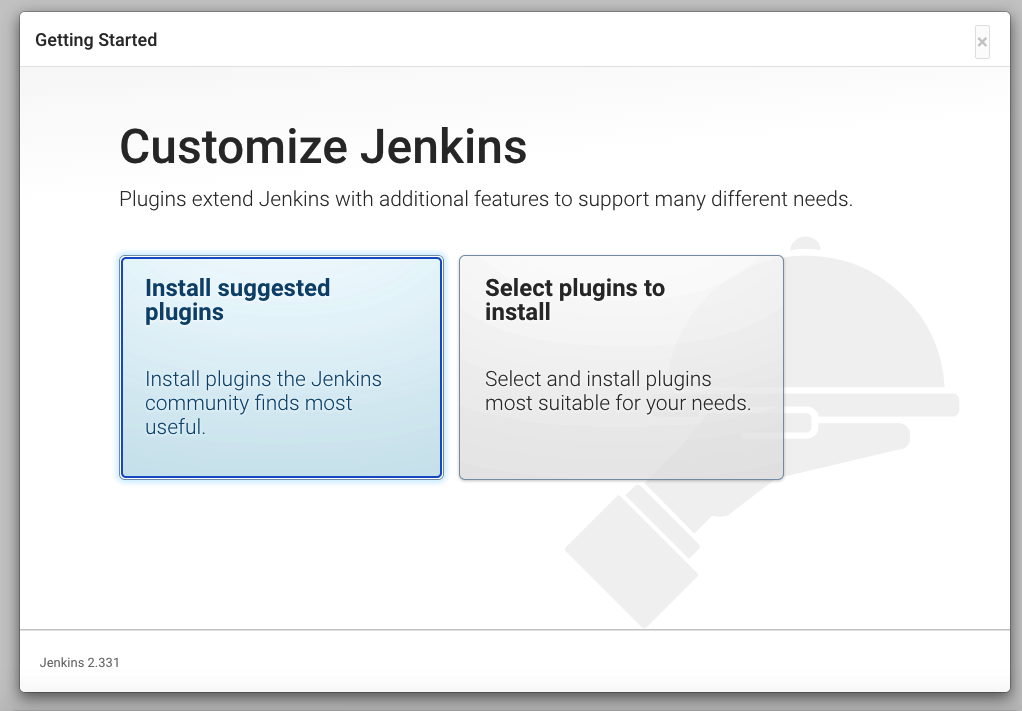 Getting Started
×
Customize Jenkins
Plugins extend Jenkins with additional features to support many different needs.
Install suggested
plugins
Install plugins the Jenkins
community finds most
useful.
Select plugins to
install
Select and install plugins
most suitable for your needs.
Jenkins 2.331